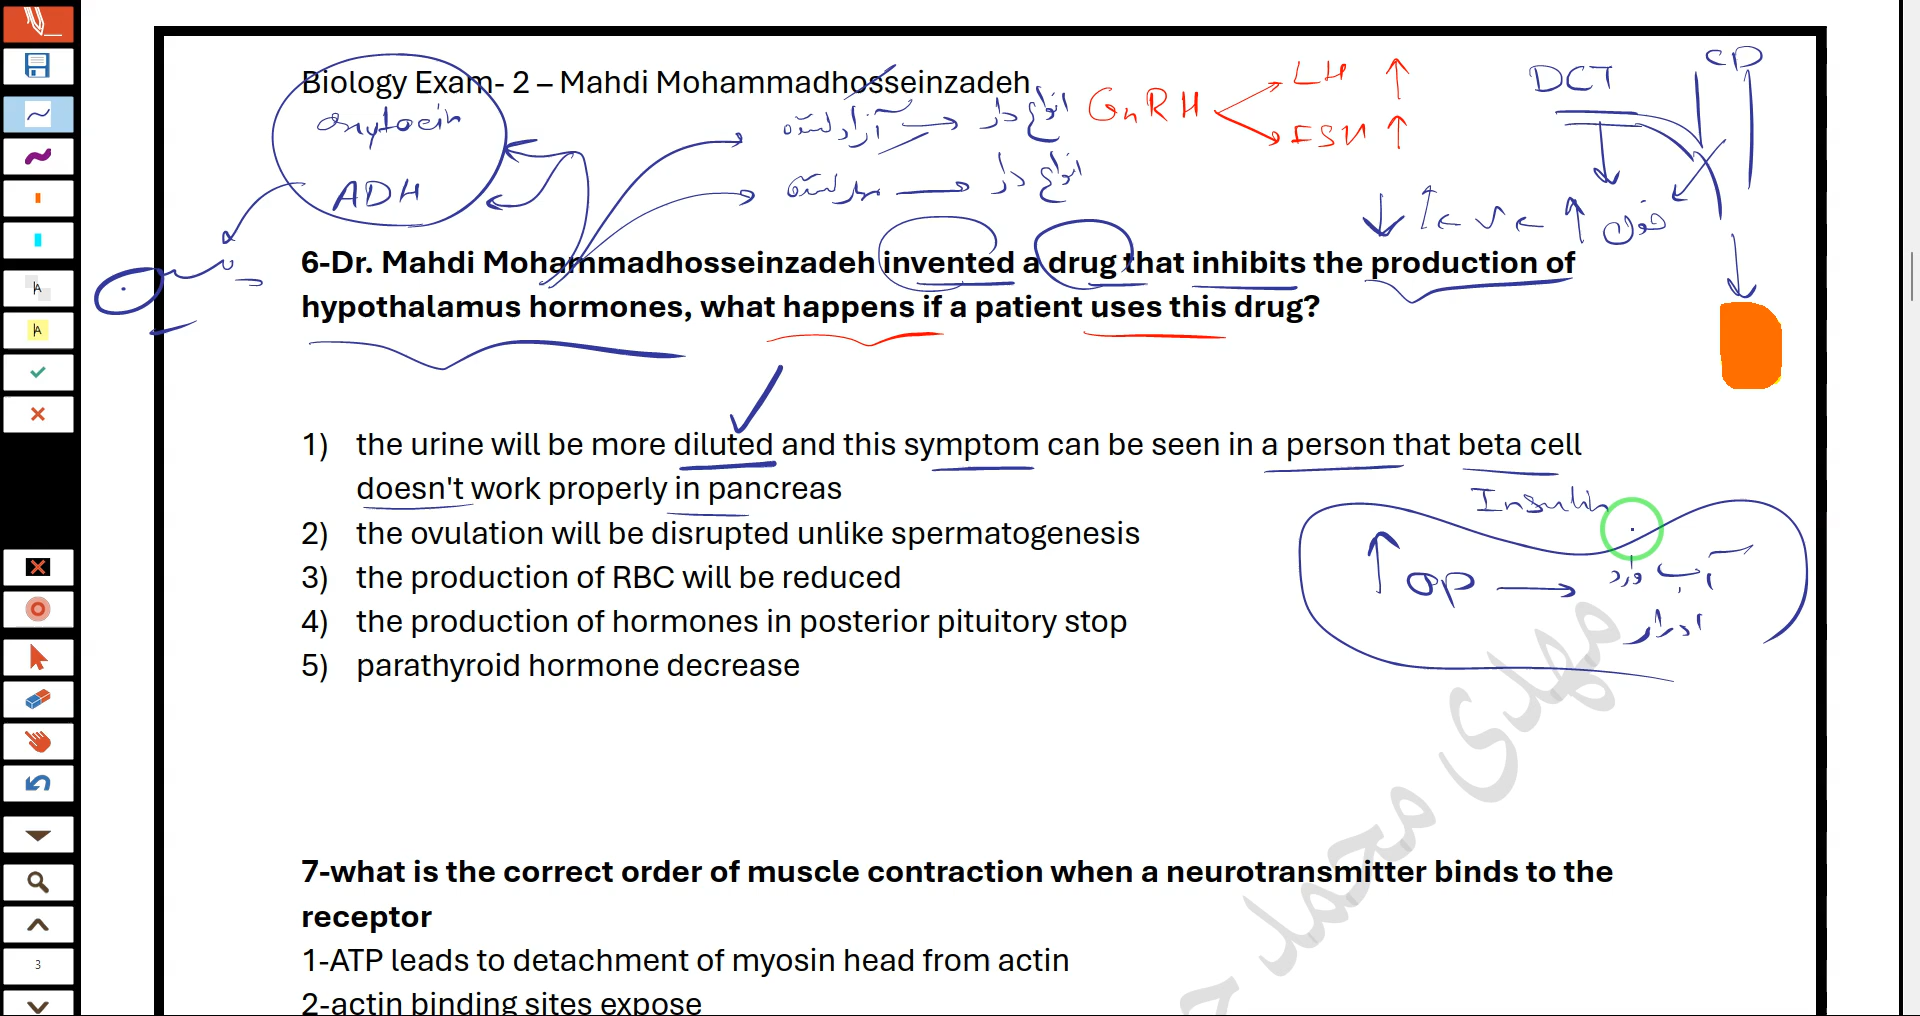 Biology Exam- 2 – Mahdi Mohammadhosseinzadeh
oxytocin
ADH
آزاد کننده → انواع دار
مهار کننده → انواع دار
GnRH
LH ↑
FSH ↑
DCT
CD
6-Dr. Mahdi Mohammadhosseinzadeh invented a drug that inhibits the production of
hypothalamus hormones, what happens if a patient uses this drug?
1) the urine will be more diluted and this symptom can be seen in a person that beta cell
doesn't work properly in pancreas
2) the ovulation will be disrupted unlike spermatogenesis
3) the production of RBC will be reduced
4) the production of hormones in posterior pituitory stop
5) parathyroid hormone decrease
Insulin
↑ OP → آب وارد
ادرار
7-what is the correct order of muscle contraction when a neurotransmitter binds to the
receptor
1-ATP leads to detachment of myosin head from actin
2-actin binding sites expose
مهدی محمد ح
3